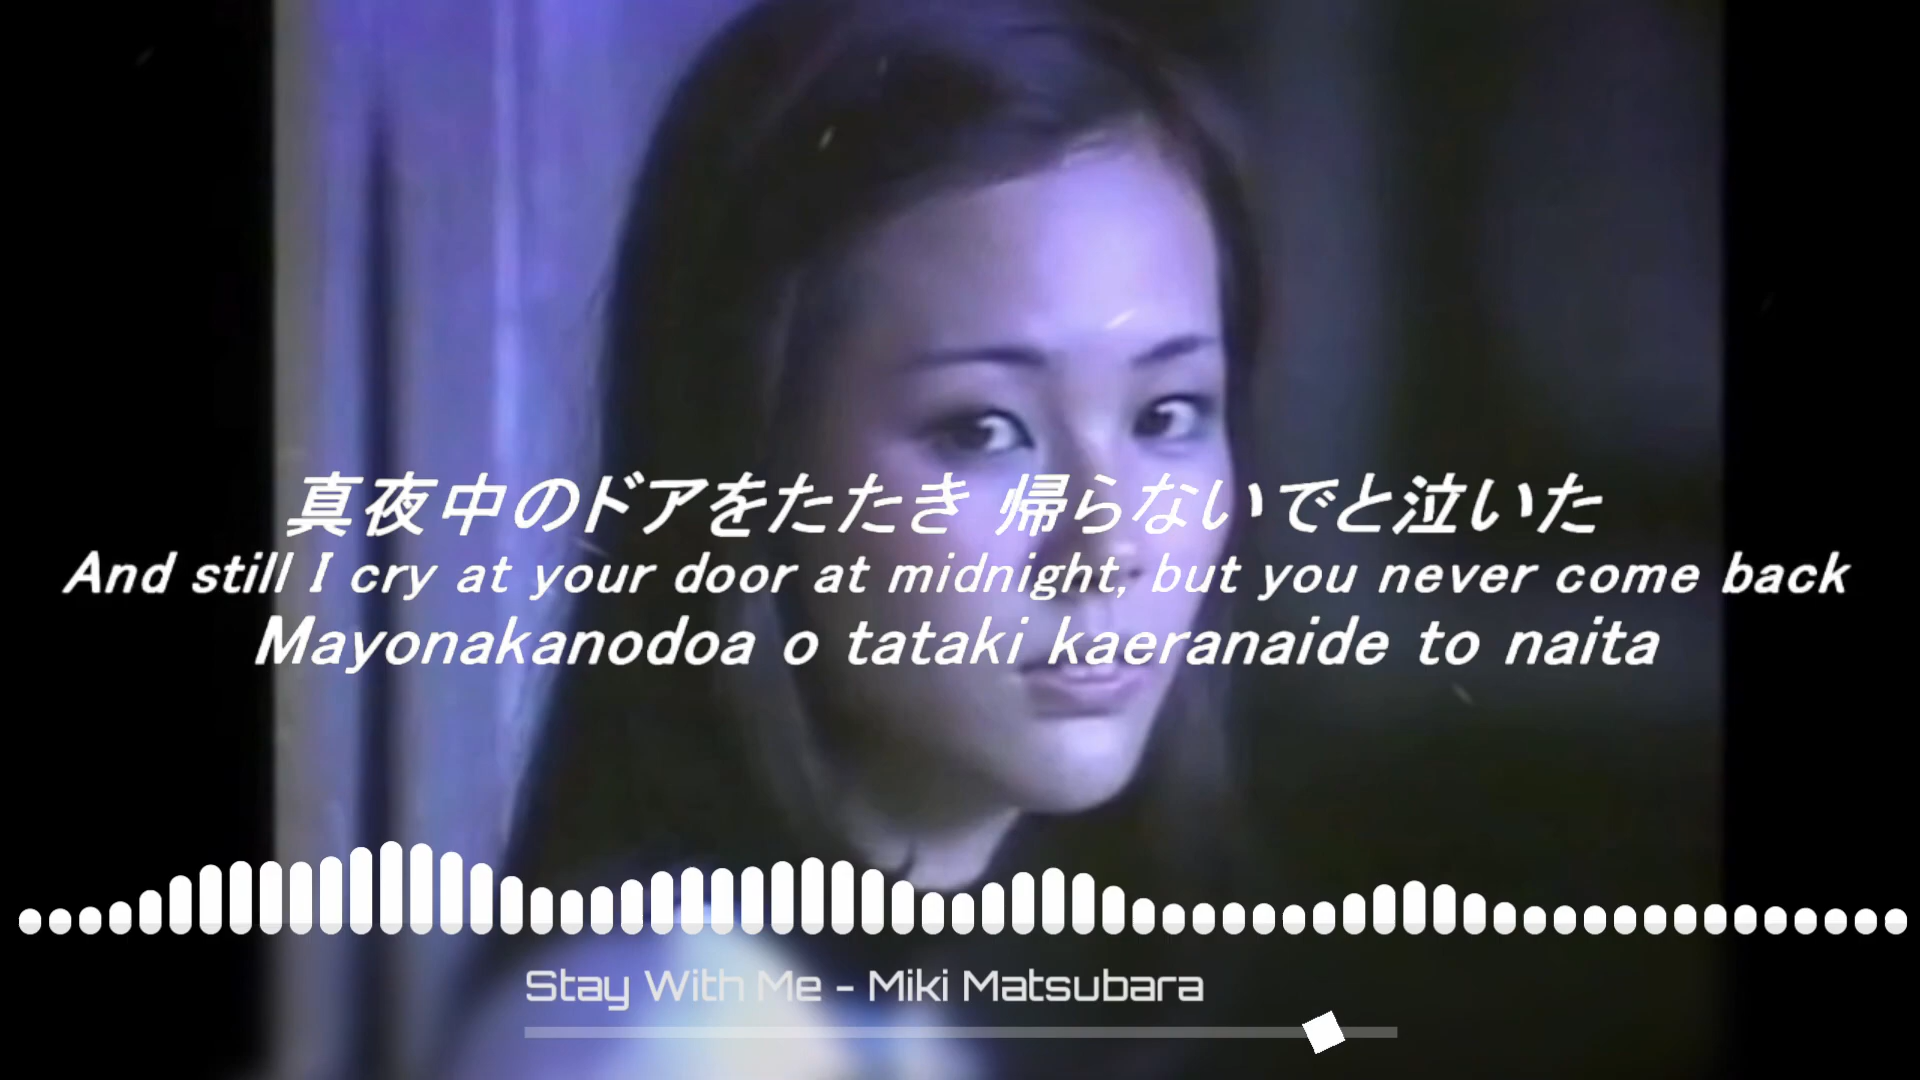 真夜中のドアをたたき 帰らないでと泣いた
And still I cry at your door at midnight, but you never come back
Mayonakanodoa o tataki kaeranaide to naita
Stay With Me - Miki Matsubara